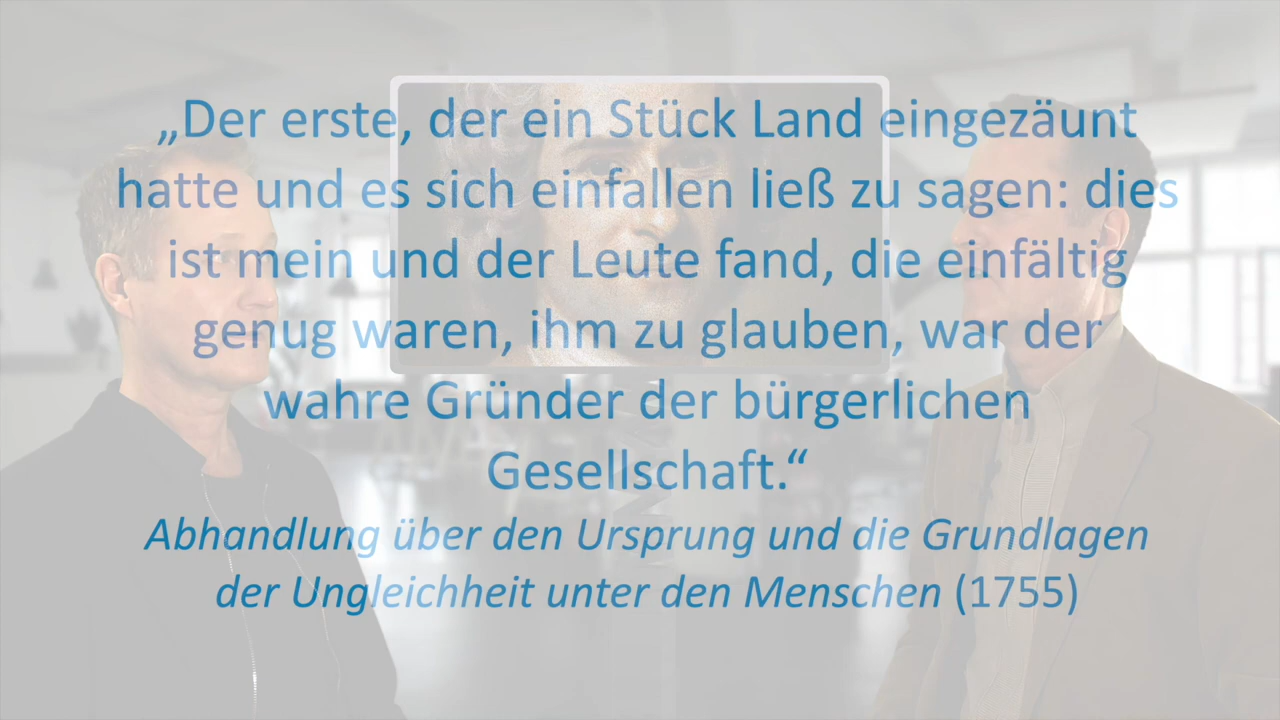 „Der erste, der ein Stück Land eingezäunt
hatte und es sich einfallen ließ zu sagen: dies
ist mein und der Leute fand, die einfältig
genug waren, ihm zu glauben, war der
wahre Gründer der bürgerlichen
Gesellschaft.“
Abhandlung über den Ursprung und die Grundlagen
der Ungleichheit unter den Menschen (1755)